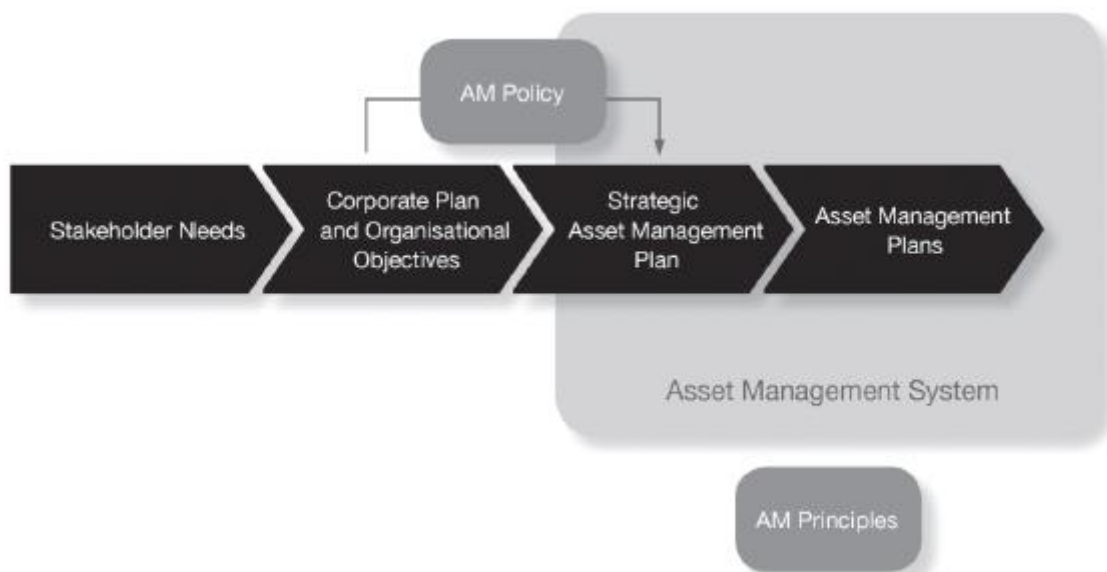 AM Policy
Stakeholder Needs
Corporate Plan
and Organisational
Objectives
Strategic
Asset Management
Plan
Asset Management
Plans
Asset Management System
AM Principles